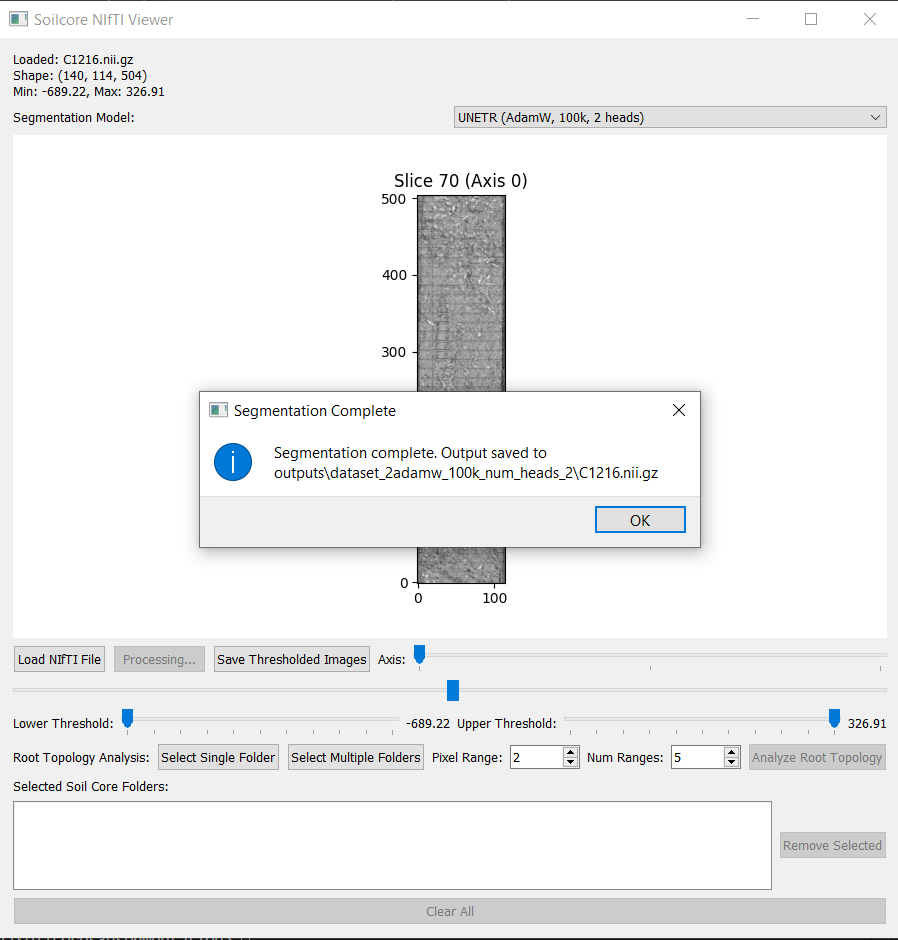 Soilcore NIfTI Viewer
Loaded: C1216.nii.gz
Shape: (140, 114, 504)
Min: -689.22, Max: 326.91
Segmentation Model:
UNETR (AdamW, 100k, 2 heads)
Slice 70 (Axis 0)
500
400
300
Segmentation Complete
Segmentation complete. Output saved to
outputs\dataset_2adamw_100k_num_heads_2\C1216.nii.gz
OK
0
0 100
Load NIfTI File Processing... Save Thresholded Images Axis:
Lower Threshold: -689.22 Upper Threshold: 326.91
Root Topology Analysis: Select Single Folder Select Multiple Folders Pixel Range: 2 Num Ranges: 5 Analyze Root Topology
Selected Soil Core Folders:
Remove Selected
Clear All